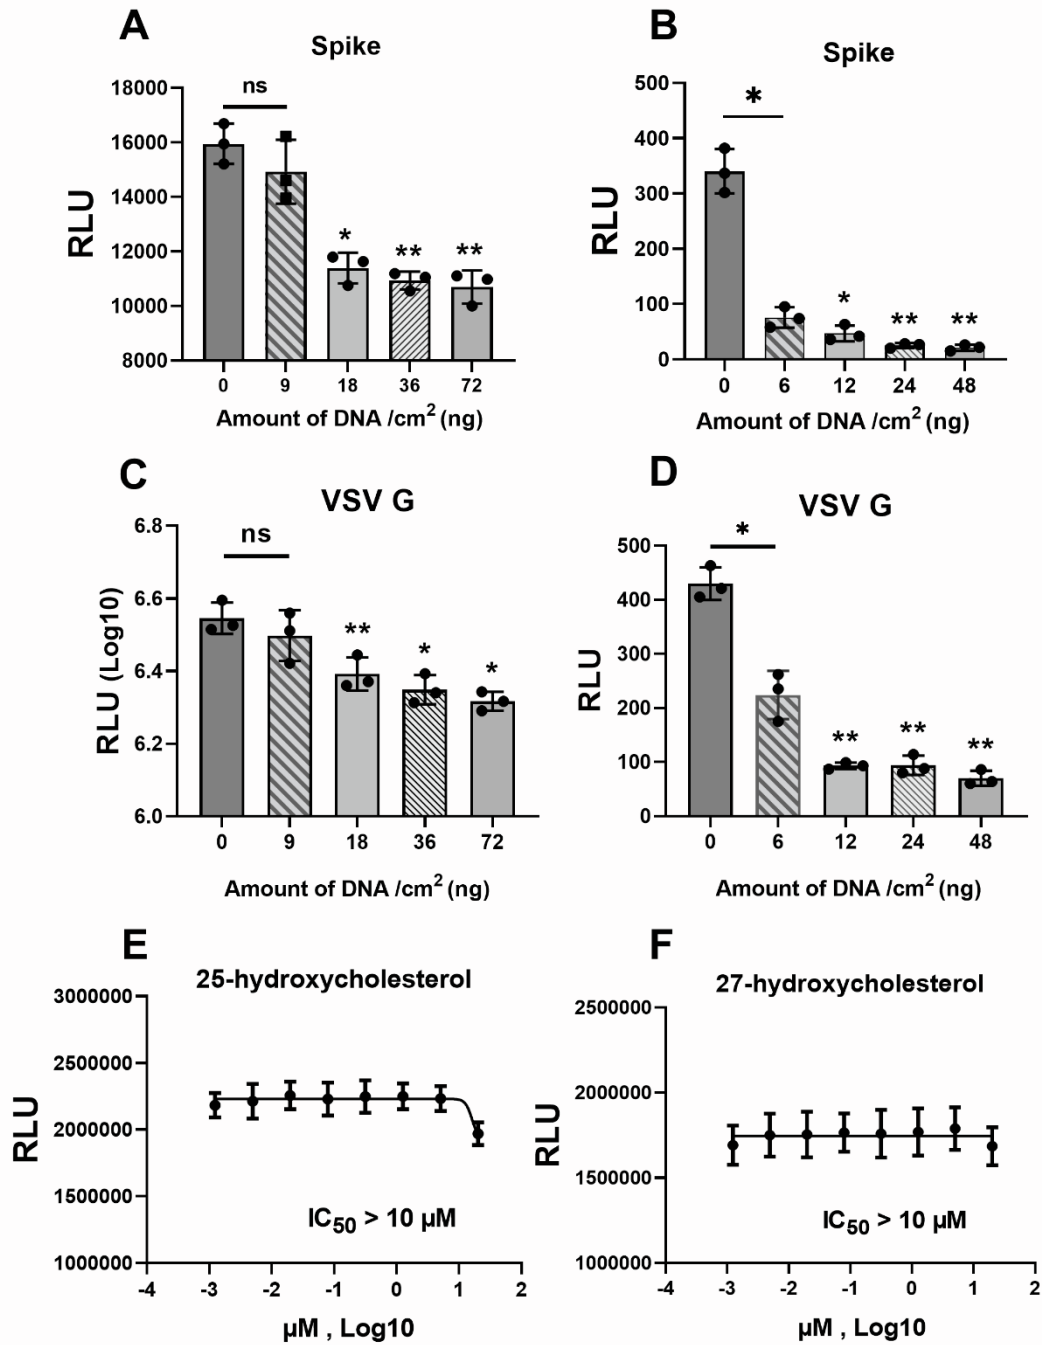 A
Spike
18000
16000
14000
12000
10000
8000
RLU
ns
*
**
**
0 9 18 36 72
Amount of DNA /cm2 (ng)
B
Spike
500
400
300
200
100
0
RLU
*
*
**
**
0 6 12 24 48
Amount of DNA /cm2 (ng)
C
VSV G
6.8
6.6
6.4
6.2
6.0
RLU (Log10)
ns
**
*
*
0 9 18 36 72
Amount of DNA /cm2 (ng)
D
VSV G
500
400
300
200
100
0
RLU
*
**
**
**
0 6 12 24 48
Amount of DNA /cm2 (ng)
E
25-hydroxycholesterol
3000000
2500000
2000000
1500000
1000000
RLU
IC50 > 10 µM
-4 -3 -2 -1 0 1 2
µM , Log10
F
27-hydroxycholesterol
2500000
2000000
1500000
1000000
RLU
IC50 > 10 µM
-4 -3 -2 -1 0 1 2
µM , Log10